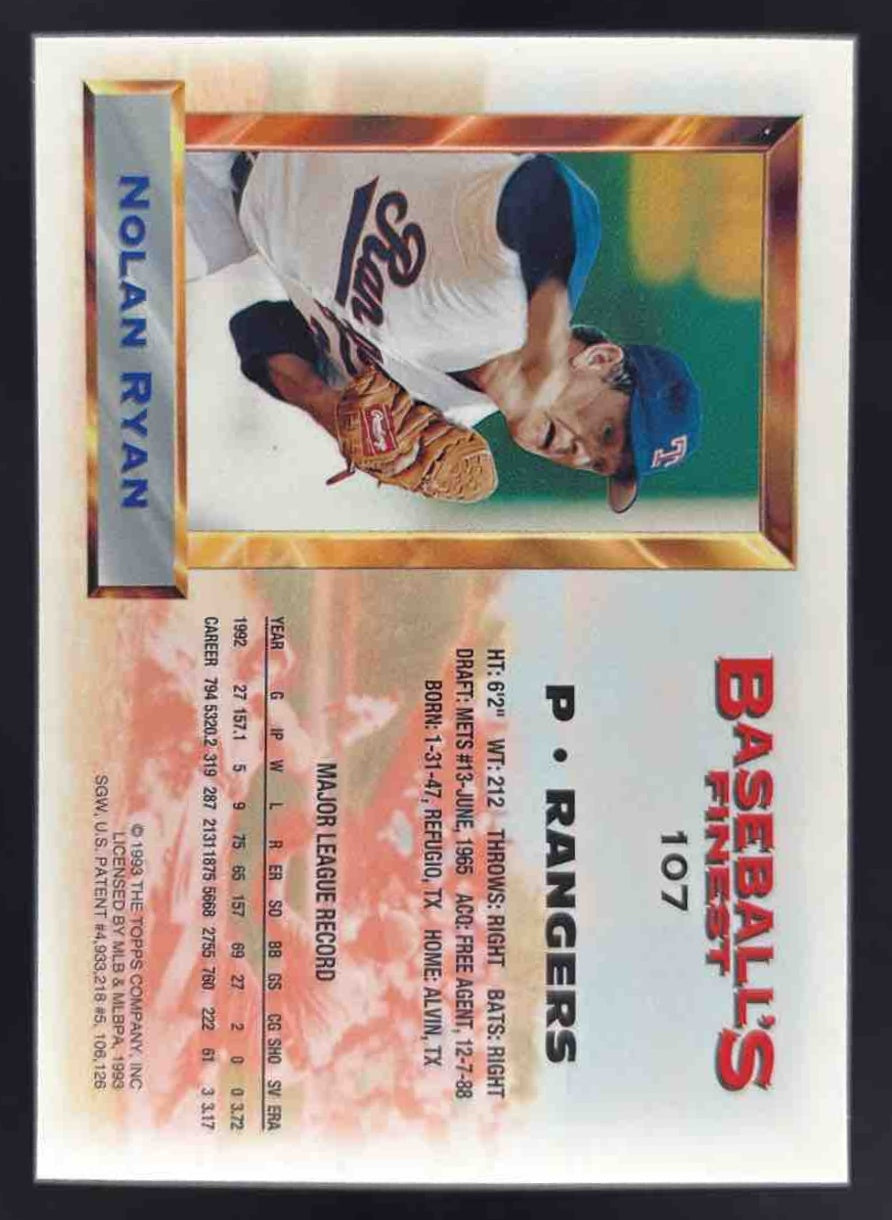 BASEBALL'S
FINEST
107
P • RANGERS
HT: 6'2" WT: 212 THROWS: RIGHT BATS: RIGHT
DRAFT: METS #13-JUNE, 1965 ACQ: FREE AGENT, 12-7-88
BORN: 1-31-47, REFUGIO, TX HOME: ALVIN, TX
MAJOR LEAGUE RECORD
YEAR G IP W L R ER SO BB GS CG SHO SV ERA
1992 27 157.1 5 9 75 65 157 69 27 2 0 0 3.72
CAREER 794 5320.2 319 287 2131 1875 5668 2755 760 222 61 3 3.17
© 1993 THE TOPPS COMPANY, INC
LICENSED BY MLB & MLBPA, 1993
SGW, U.S. PATENT #4,933,218 #5, 106,126
T
Rang
Rawlings
NOLAN RYAN